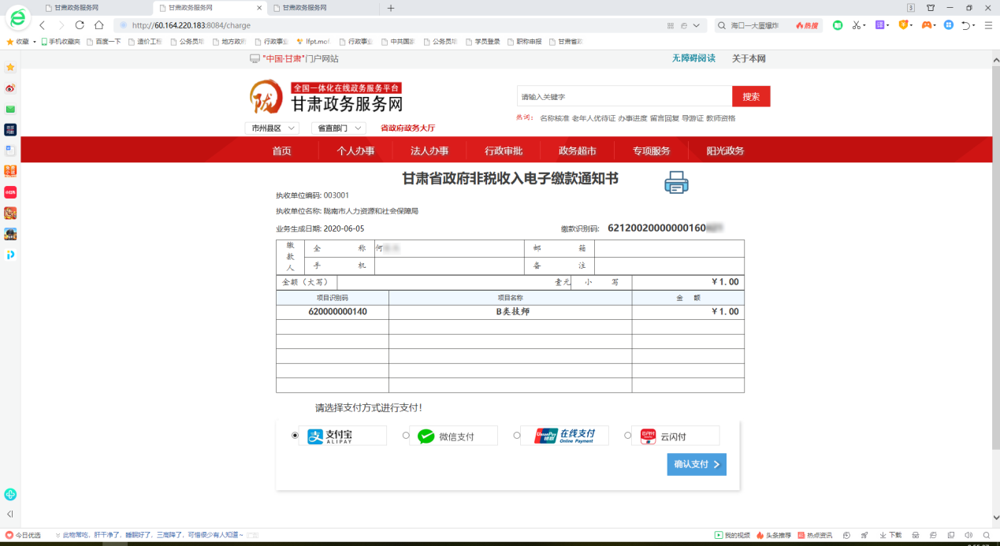 甘肃政务服务网
甘肃政务服务网
甘肃政务服务网
3
http://60.164.220.183:8084/charge
海口一大厦爆炸
热搜
收藏
手机收藏夹
百度一下
造价工程
公务员培
地方政府
行政事业
lfpt.mof
行政事业
中共国家
公务员培
学员登录
职称申报
甘肃省政
"中国·甘肃"门户网站
无障碍阅读
关于本网
陇
全国一体化在线政务服务平台
甘肃政务服务网
请输入关键字
搜索
热词:
名称核准 老年人优待证 办事进度 留言回复 导游证 教师资格
市州县区
省直部门
省政府政务大厅
首页
个人办事
法人办事
行政审批
政务超市
专项服务
阳光政务
甘肃省政府非税收入电子缴款通知书
执收单位编码: 003001
执收单位名称: 陇南市人力资源和社会保障局
业务生成日期: 2020-06-05
缴款识别码: 62120020000000160
缴款人
全 称
何
邮 箱
手 机
备 注
金额（大写）
壹元
小 写
￥1.00
项目识别码
项目名称
金 额
620000000140
B类技师
￥1.00
请选择支付方式进行支付!
支
支付宝
ALIPAY
微信支付
UnionPay
银联
在线支付
Online Payment
云闪付
云闪付
确认支付
今日优选
此物常吃，肝干净了，睡眠好了，三高降了，可惜很少有人知道~
广告
我的视频
头条推荐
热点资讯
下载